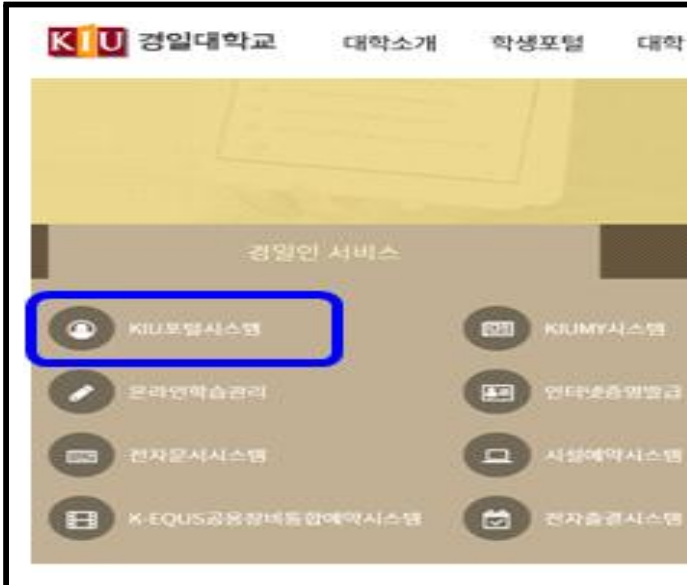 KIU 경일대학교 대학소개 학생포털 대학
경일인 서비스
KIU포털시스템 KIUMY시스템
온라인학습관리 인터넷증명발급
전자문서시스템 시설예약시스템
K-EQUS공용장비통합예약시스템 전자출결시스템